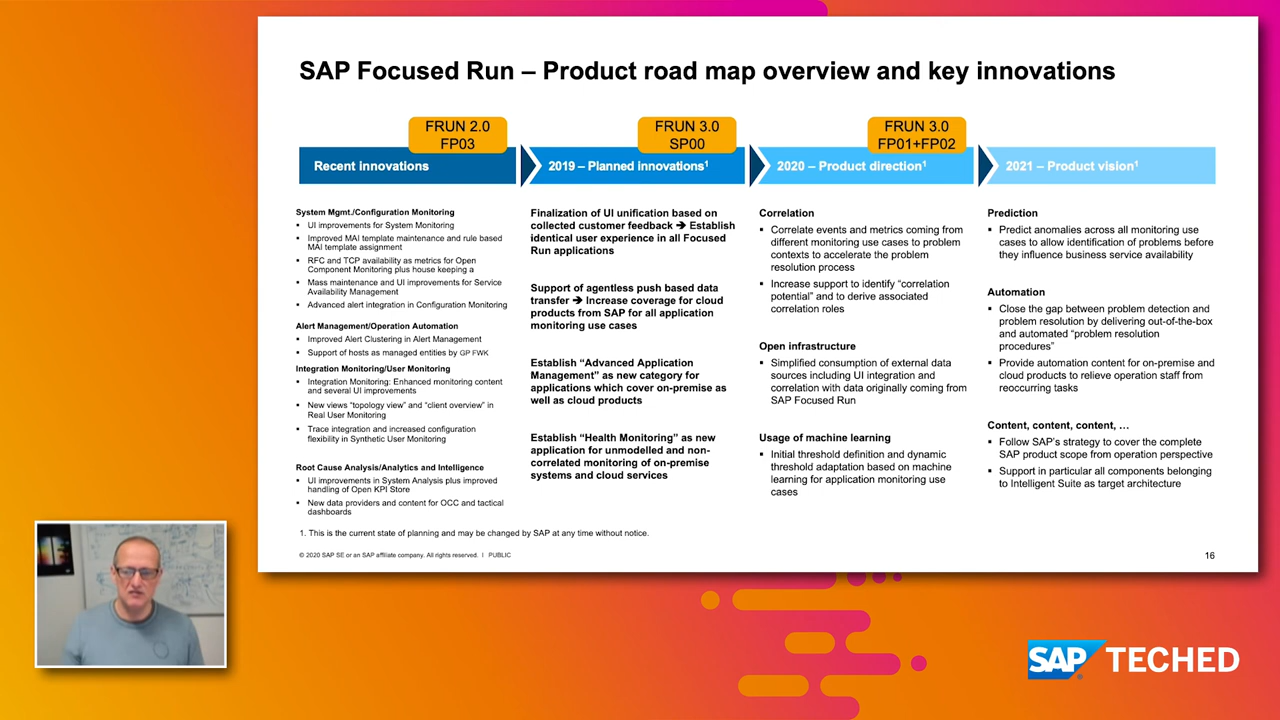 SAP Focused Run – Product road map overview and key innovations
FRUN 2.0
FP03
FRUN 3.0
SP00
FRUN 3.0
FP01+FP02
Recent innovations
2019 – Planned innovations¹
2020 – Product direction¹
2021 – Product vision¹
System Mgmt./Configuration Monitoring
▪ UI improvements for System Monitoring
▪ Improved MAI template maintenance and rule based
MAI template assignment
▪ RFC and TCP availability as metrics for Open
Component Monitoring plus house keeping a
▪ Mass maintenance and UI improvements for Service
Availability Management
▪ Advanced alert integration in Configuration Monitoring
Alert Management/Operation Automation
▪ Improved Alert Clustering in Alert Management
▪ Support of hosts as managed entities by GP FWK
Integration Monitoring/User Monitoring
▪ Integration Monitoring: Enhanced monitoring content
and several UI improvements
▪ New views “topology view” and “client overview” in
Real User Monitoring
▪ Trace integration and increased configuration
flexibility in Synthetic User Monitoring
Root Cause Analysis/Analytics and Intelligence
▪ UI improvements in System Analysis plus improved
handling of Open KPI Store
▪ New data providers and content for OCC and tactical
dashboards
Finalization of UI unification based on
collected customer feedback ➔ Establish
identical user experience in all Focused
Run applications
Support of agentless push based data
transfer ➔ Increase coverage for cloud
products from SAP for all application
monitoring use cases
Establish “Advanced Application
Management” as new category for
applications which cover on-premise as
well as cloud products
Establish “Health Monitoring” as new
application for unmodelled and non-
correlated monitoring of on-premise
systems and cloud services
Correlation
▪ Correlate events and metrics coming from
different monitoring use cases to problem
contexts to accelerate the problem
resolution process
▪ Increase support to identify “correlation
potential” and to derive associated
correlation roles
Open infrastructure
▪ Simplified consumption of external data
sources including UI integration and
correlation with data originally coming from
SAP Focused Run
Usage of machine learning
▪ Initial threshold definition and dynamic
threshold adaptation based on machine
learning for application monitoring use
cases
Prediction
▪ Predict anomalies across all monitoring use
cases to allow identification of problems before
they influence business service availability
Automation
▪ Close the gap between problem detection and
problem resolution by delivering out-of-the-box
and automated “problem resolution
procedures”
▪ Provide automation content for on-premise and
cloud products to relieve operation staff from
reoccurring tasks
Content, content, content, …
▪ Follow SAP’s strategy to cover the complete
SAP product scope from operation perspective
▪ Support in particular all components belonging
to Intelligent Suite as target architecture
1. This is the current state of planning and may be changed by SAP at any time without notice.
© 2020 SAP SE or an SAP affiliate company. All rights reserved. | PUBLIC
16
SAP TECHED